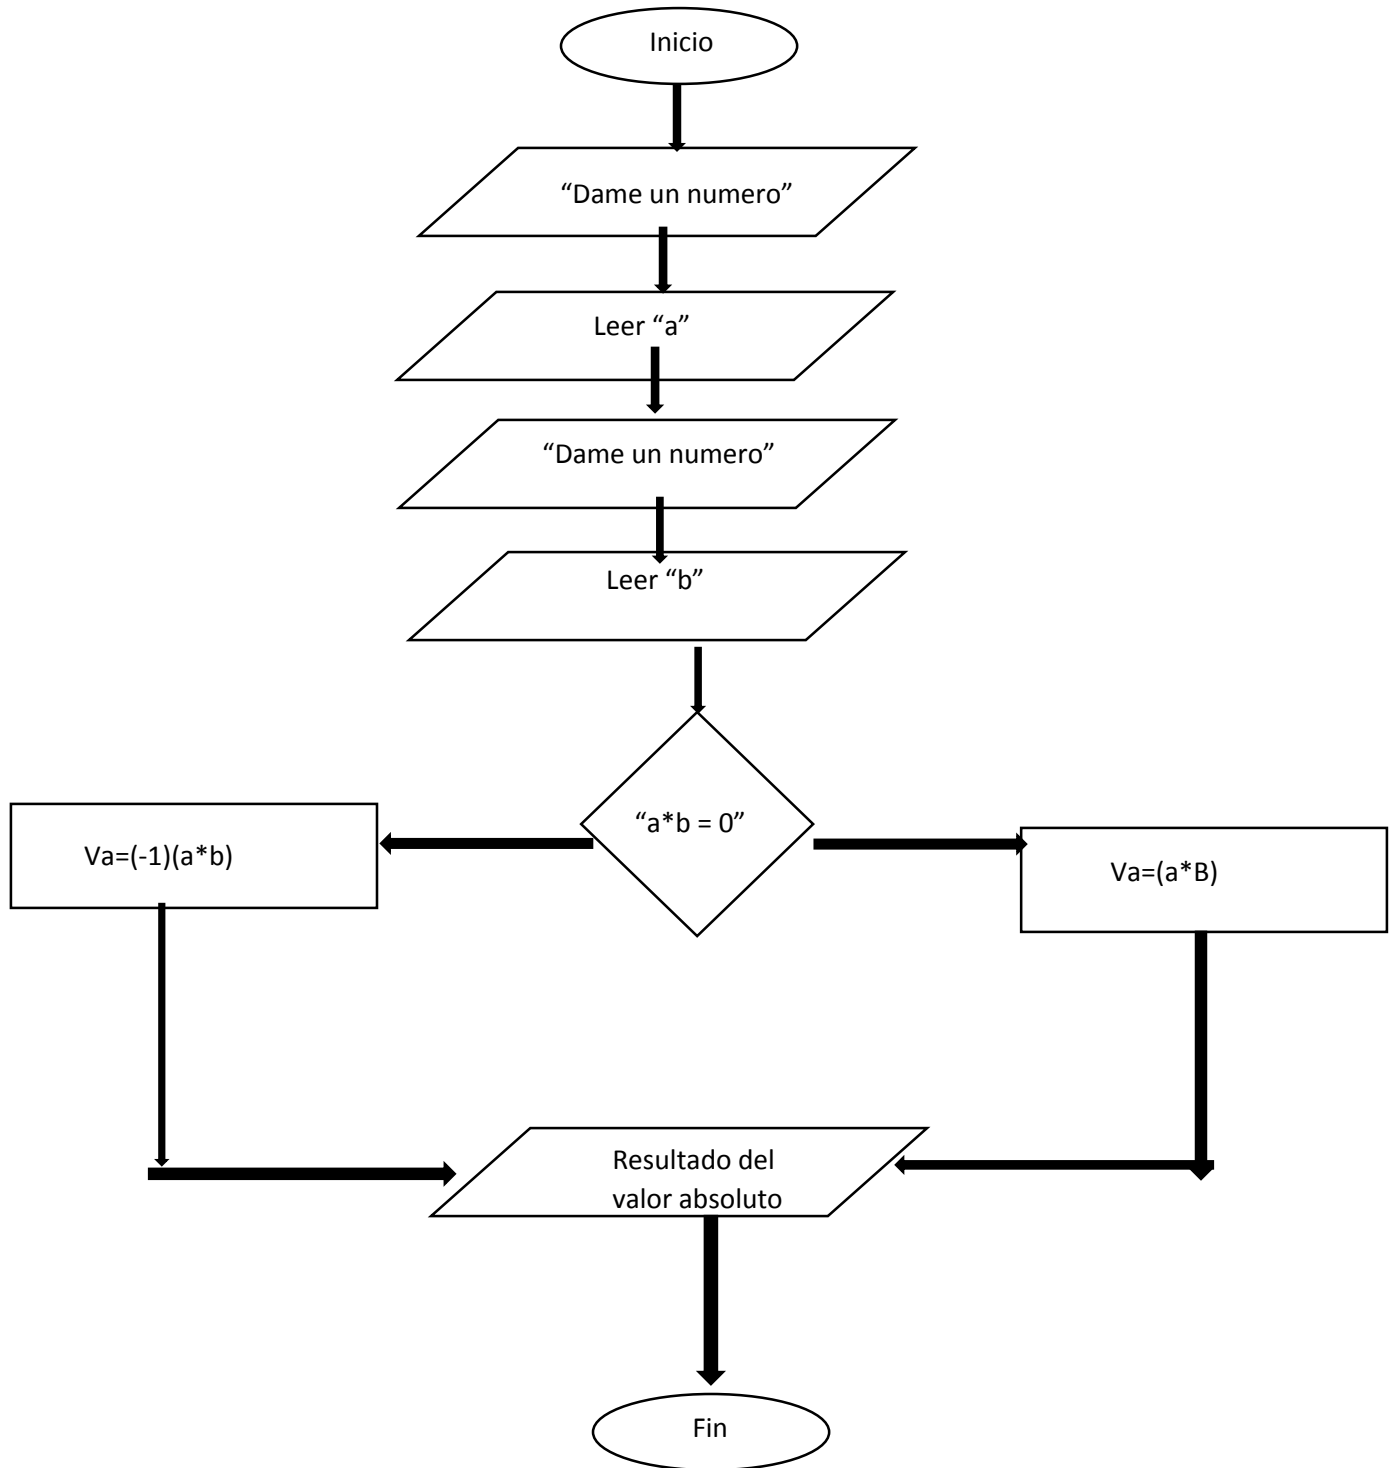 Inicio
“Dame un numero”
Leer “a”
“Dame un numero”
Leer “b”
“a*b = 0”
Va=(-1)(a*b)
Va=(a*B)
Resultado del
valor absoluto
Fin